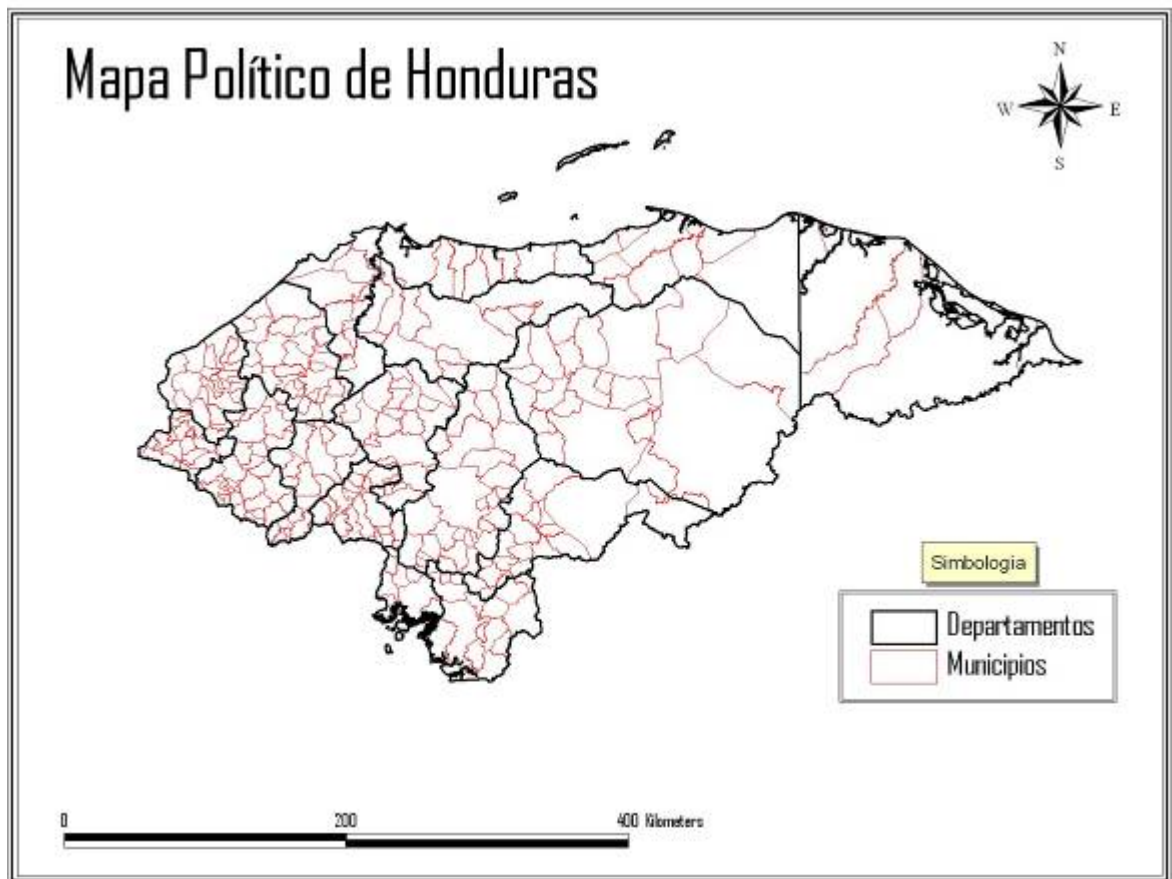 Mapa Político de Honduras
N
W E
S
Simbologia
Departamentos
Municipios
0 200 400 Kilometers